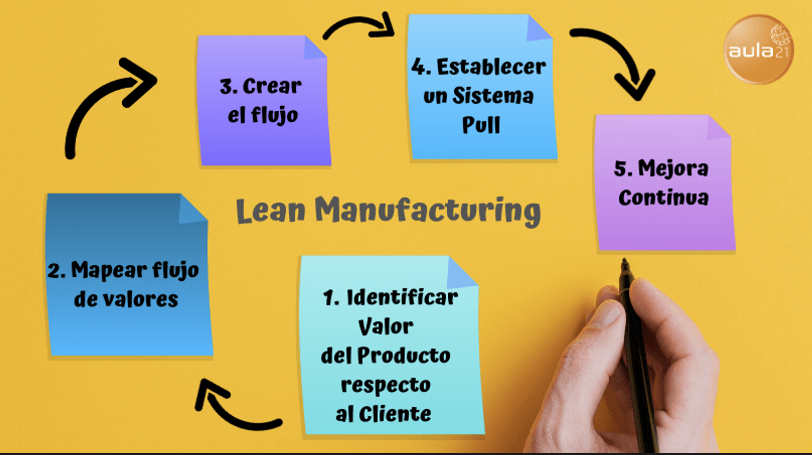 aula21
3. Crear
el flujo
4. Establecer
un Sistema
Pull
5. Mejora
Continua
Lean Manufacturing
2. Mapear flujo
de valores
1. Identificar
Valor
del Producto
respecto
al Cliente